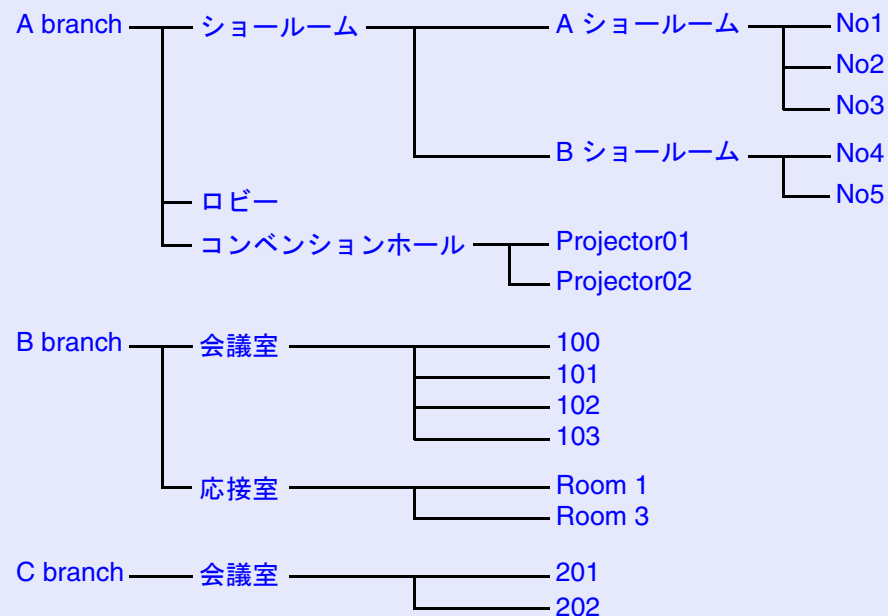 A branch ショールーム A ショールーム No1
No2
No3
B ショールーム No4
No5
ロビー
コンベンションホール Projector01
Projector02
B branch 会議室 100
101
102
103
応接室 Room 1
Room 3
C branch 会議室 201
202